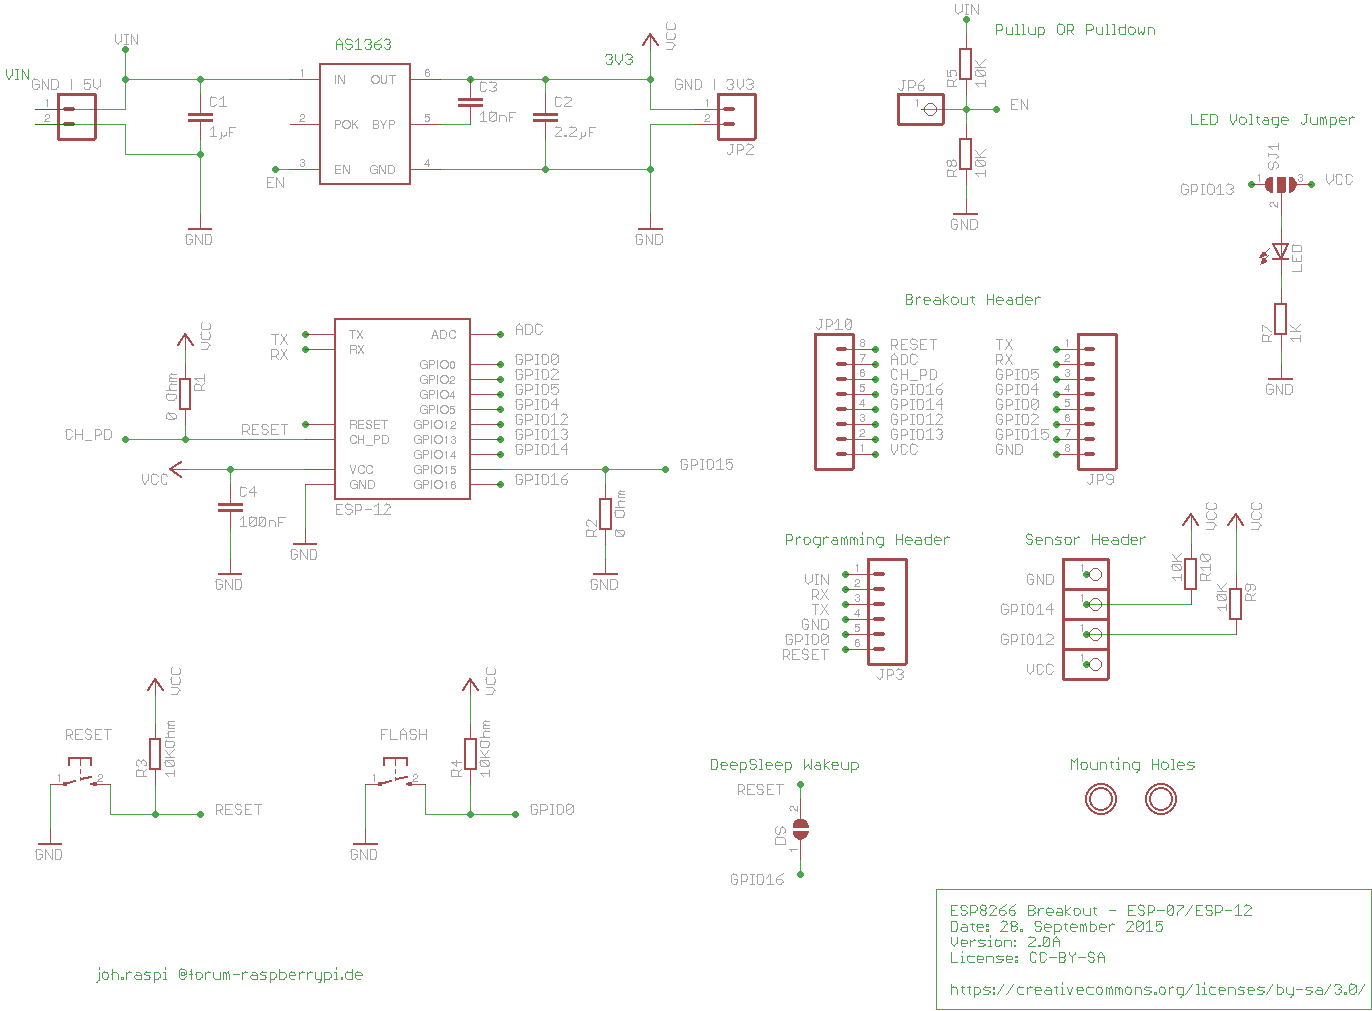 VIN
GND | 5V
1
2
VIN
C1
1µF
AS1363
1
IN
OUT
6
2
POK
BYP
5
3
EN
GND
4
EN
GND
C3
10nF
C2
2.2µF
3V3
VCC
GND | 3V3
1
2
JP2
GND
VIN
Pullup OR Pulldown
R5
10K
JP6
1
EN
R8
10K
GND
LED Voltage Jumper
SJ1
GPIO13
1
3
VCC
2
LED
R7
1K
GND
VCC
0 Ohm
R1
CH_PD
RESET
VCC
C4
100nF
GND
GND
TX
RX
TX
RX
ADC
GPIO0
GPIO2
GPIO4
GPIO5
RESET
GPIO12
CH_PD
GPIO13
GPIO14
VCC
GPIO15
GND
GPIO16
ESP-12
ADC
GPIO0
GPIO2
GPIO5
GPIO4
GPIO12
GPIO13
GPIO14
GPIO16
GPIO15
R2
0 Ohm
GND
Breakout Header
JP10
8 RESET
7 ADC
6 CH_PD
5 GPIO16
4 GPIO14
3 GPIO12
2 GPIO13
1 VCC
TX 1
RX 2
GPIO5 3
GPIO4 4
GPIO0 5
GPIO2 6
GPIO15 7
GND 8
JP9
Programming Header
VIN 1
RX 2
TX 3
GND 4
GPIO0 5
RESET 6
JP3
Sensor Header
GND 1
GPIO14 1
GPIO12 1
VCC 1
VCC
10K
R10
VCC
10K
R9
RESET
1
2
GND
VCC
R3
10KOhm
RESET
FLASH
1
2
GND
VCC
R4
10KOhm
GPIO0
DeepSleep Wakeup
RESET
2
DS
1
GPIO16
Mounting Holes
ESP8266 Breakout - ESP-07/ESP-12
Date: 28. September 2015
Version: 2.0A
License: CC-BY-SA
https://creativecommons.org/licenses/by-sa/3.0/
joh.raspi @forum-raspberrypi.de